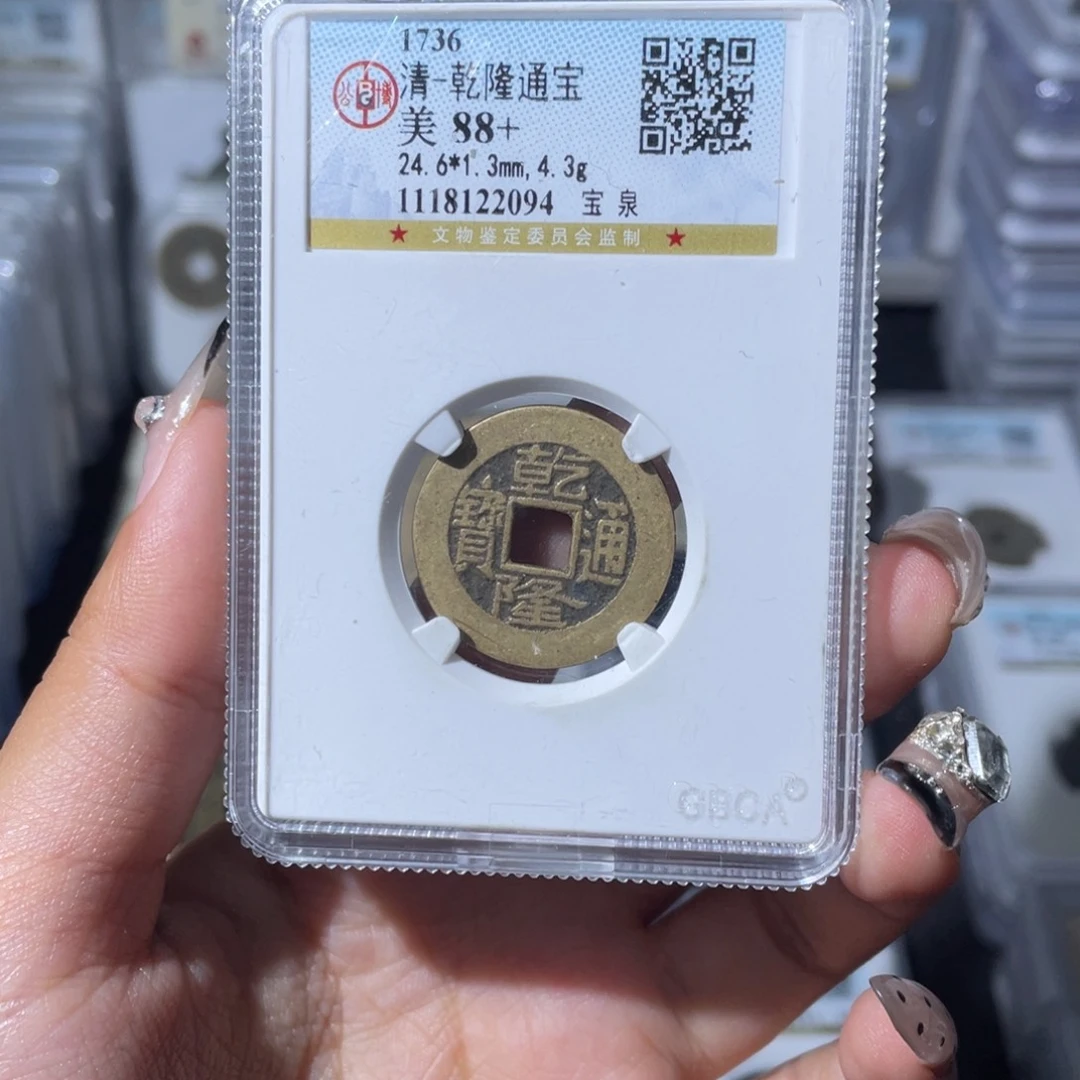 1736
清-乾隆通宝
美 88+
24.6*1.3mm, 4.3g
1118122094 宝泉
★ 文物鉴定委员会监制 ★
乾
寶 通
隆
GBCA